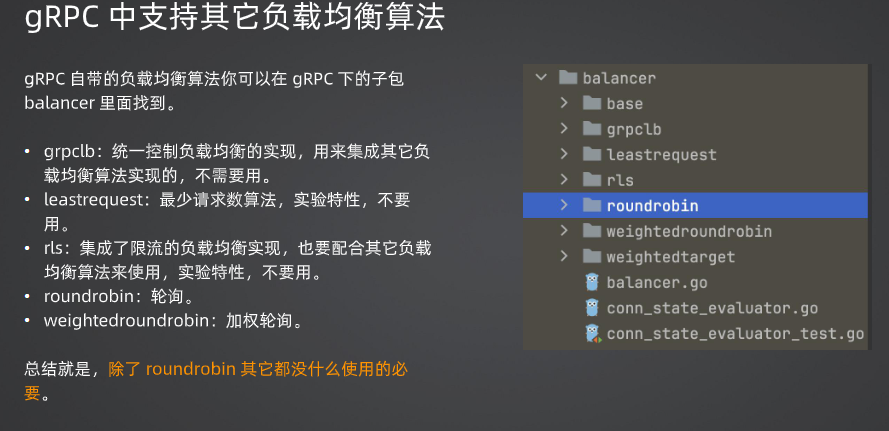 gRPC 中支持其它负载均衡算法
gRPC 自带的负载均衡算法你可以在 gRPC 下的子包
balancer 里面找到。
• grpclb：统一控制负载均衡的实现，用来集成其它负
载均衡算法实现的，不需要用。
• leastrequest：最少请求数算法，实验特性，不要
用。
• rls：集成了限流的负载均衡实现，也要配合其它负载
均衡算法来使用，实验特性，不要用。
• roundrobin：轮询。
• weightedroundrobin：加权轮询。
总结就是，除了 roundrobin 其它都没什么使用的必
要。
balancer
base
grpclb
leastrequest
rls
roundrobin
weightedroundrobin
weightedtarget
balancer.go
conn_state_evaluator.go
conn_state_evaluator_test.go